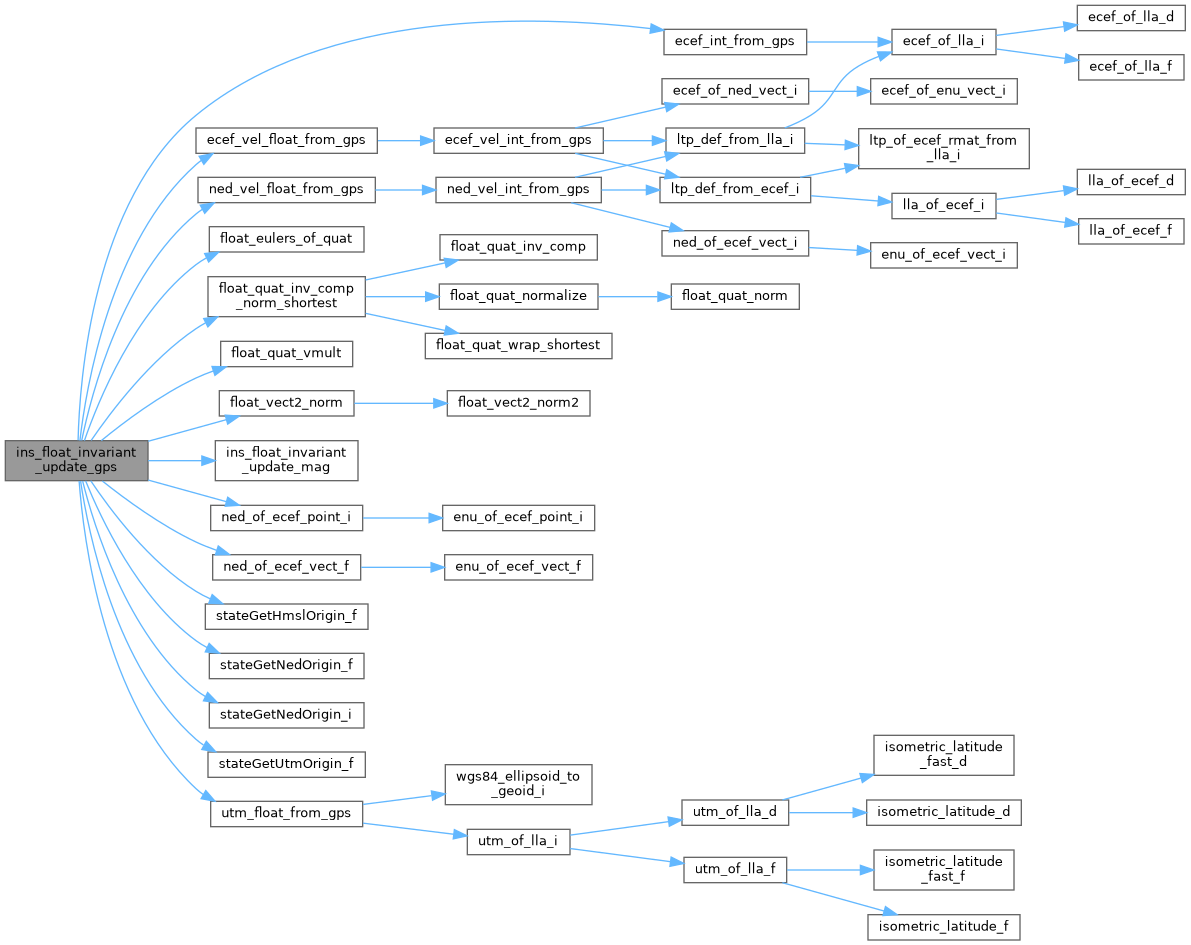 ecef_of_lla_d
ecef_int_from_gps
ecef_of_lla_i
ecef_of_lla_f
ecef_of_ned_vect_i
ecef_of_enu_vect_i
ecef_vel_float_from_gps
ecef_vel_int_from_gps
ltp_def_from_lla_i
ltp_of_ecef_rmat_from
_lla_i
ned_vel_float_from_gps
ned_vel_int_from_gps
ltp_def_from_ecef_i
lla_of_ecef_i
lla_of_ecef_d
lla_of_ecef_f
float_eulers_of_quat
float_quat_inv_comp
ned_of_ecef_vect_i
enu_of_ecef_vect_i
float_quat_inv_comp
_norm_shortest
float_quat_normalize
float_quat_norm
float_quat_wrap_shortest
float_quat_vmult
float_vect2_norm
float_vect2_norm2
ins_float_invariant
_update_gps
ins_float_invariant
_update_mag
ned_of_ecef_point_i
enu_of_ecef_point_i
ned_of_ecef_vect_f
enu_of_ecef_vect_f
stateGetHmslOrigin_f
stateGetNedOrigin_f
stateGetNedOrigin_i
stateGetUtmOrigin_f
utm_float_from_gps
wgs84_ellipsoid_to
_geoid_i
utm_of_lla_i
utm_of_lla_d
isometric_latitude
_fast_d
isometric_latitude_d
utm_of_lla_f
isometric_latitude
_fast_f
isometric_latitude_f